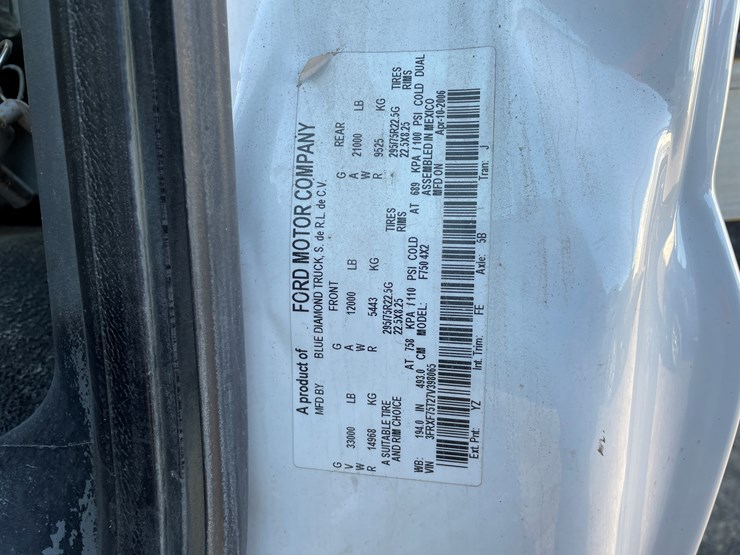 A product of FORD MOTOR COMPANY
MFD BY BLUE DIAMOND TRUCK, S. de R.L. de C.V.
FRONT REAR
G G G
V 33000 LB A 12000 LB A 21000 LB
W W W
R 14968 KG R 5443 KG R 9525 KG
A SUITABLE TIRE 295/75R22.5G TIRES 295/75R22.5G TIRES
AND RIM CHOICE 22.5X8.25 RIMS 22.5X8.25 RIMS
AT 758 KPA / 110 PSI COLD AT 689 KPA / 100 PSI COLD DUAL
WB: 194.0 IN 493.0 CM MODEL: F750 4X2 ASSEMBLED IN MEXICO
VIN 3FRXF75T27V398065 MFD ON Apr-10-2006
Ext Pnt: YZ Int. Trim: FE Axle: 5B Tran: J